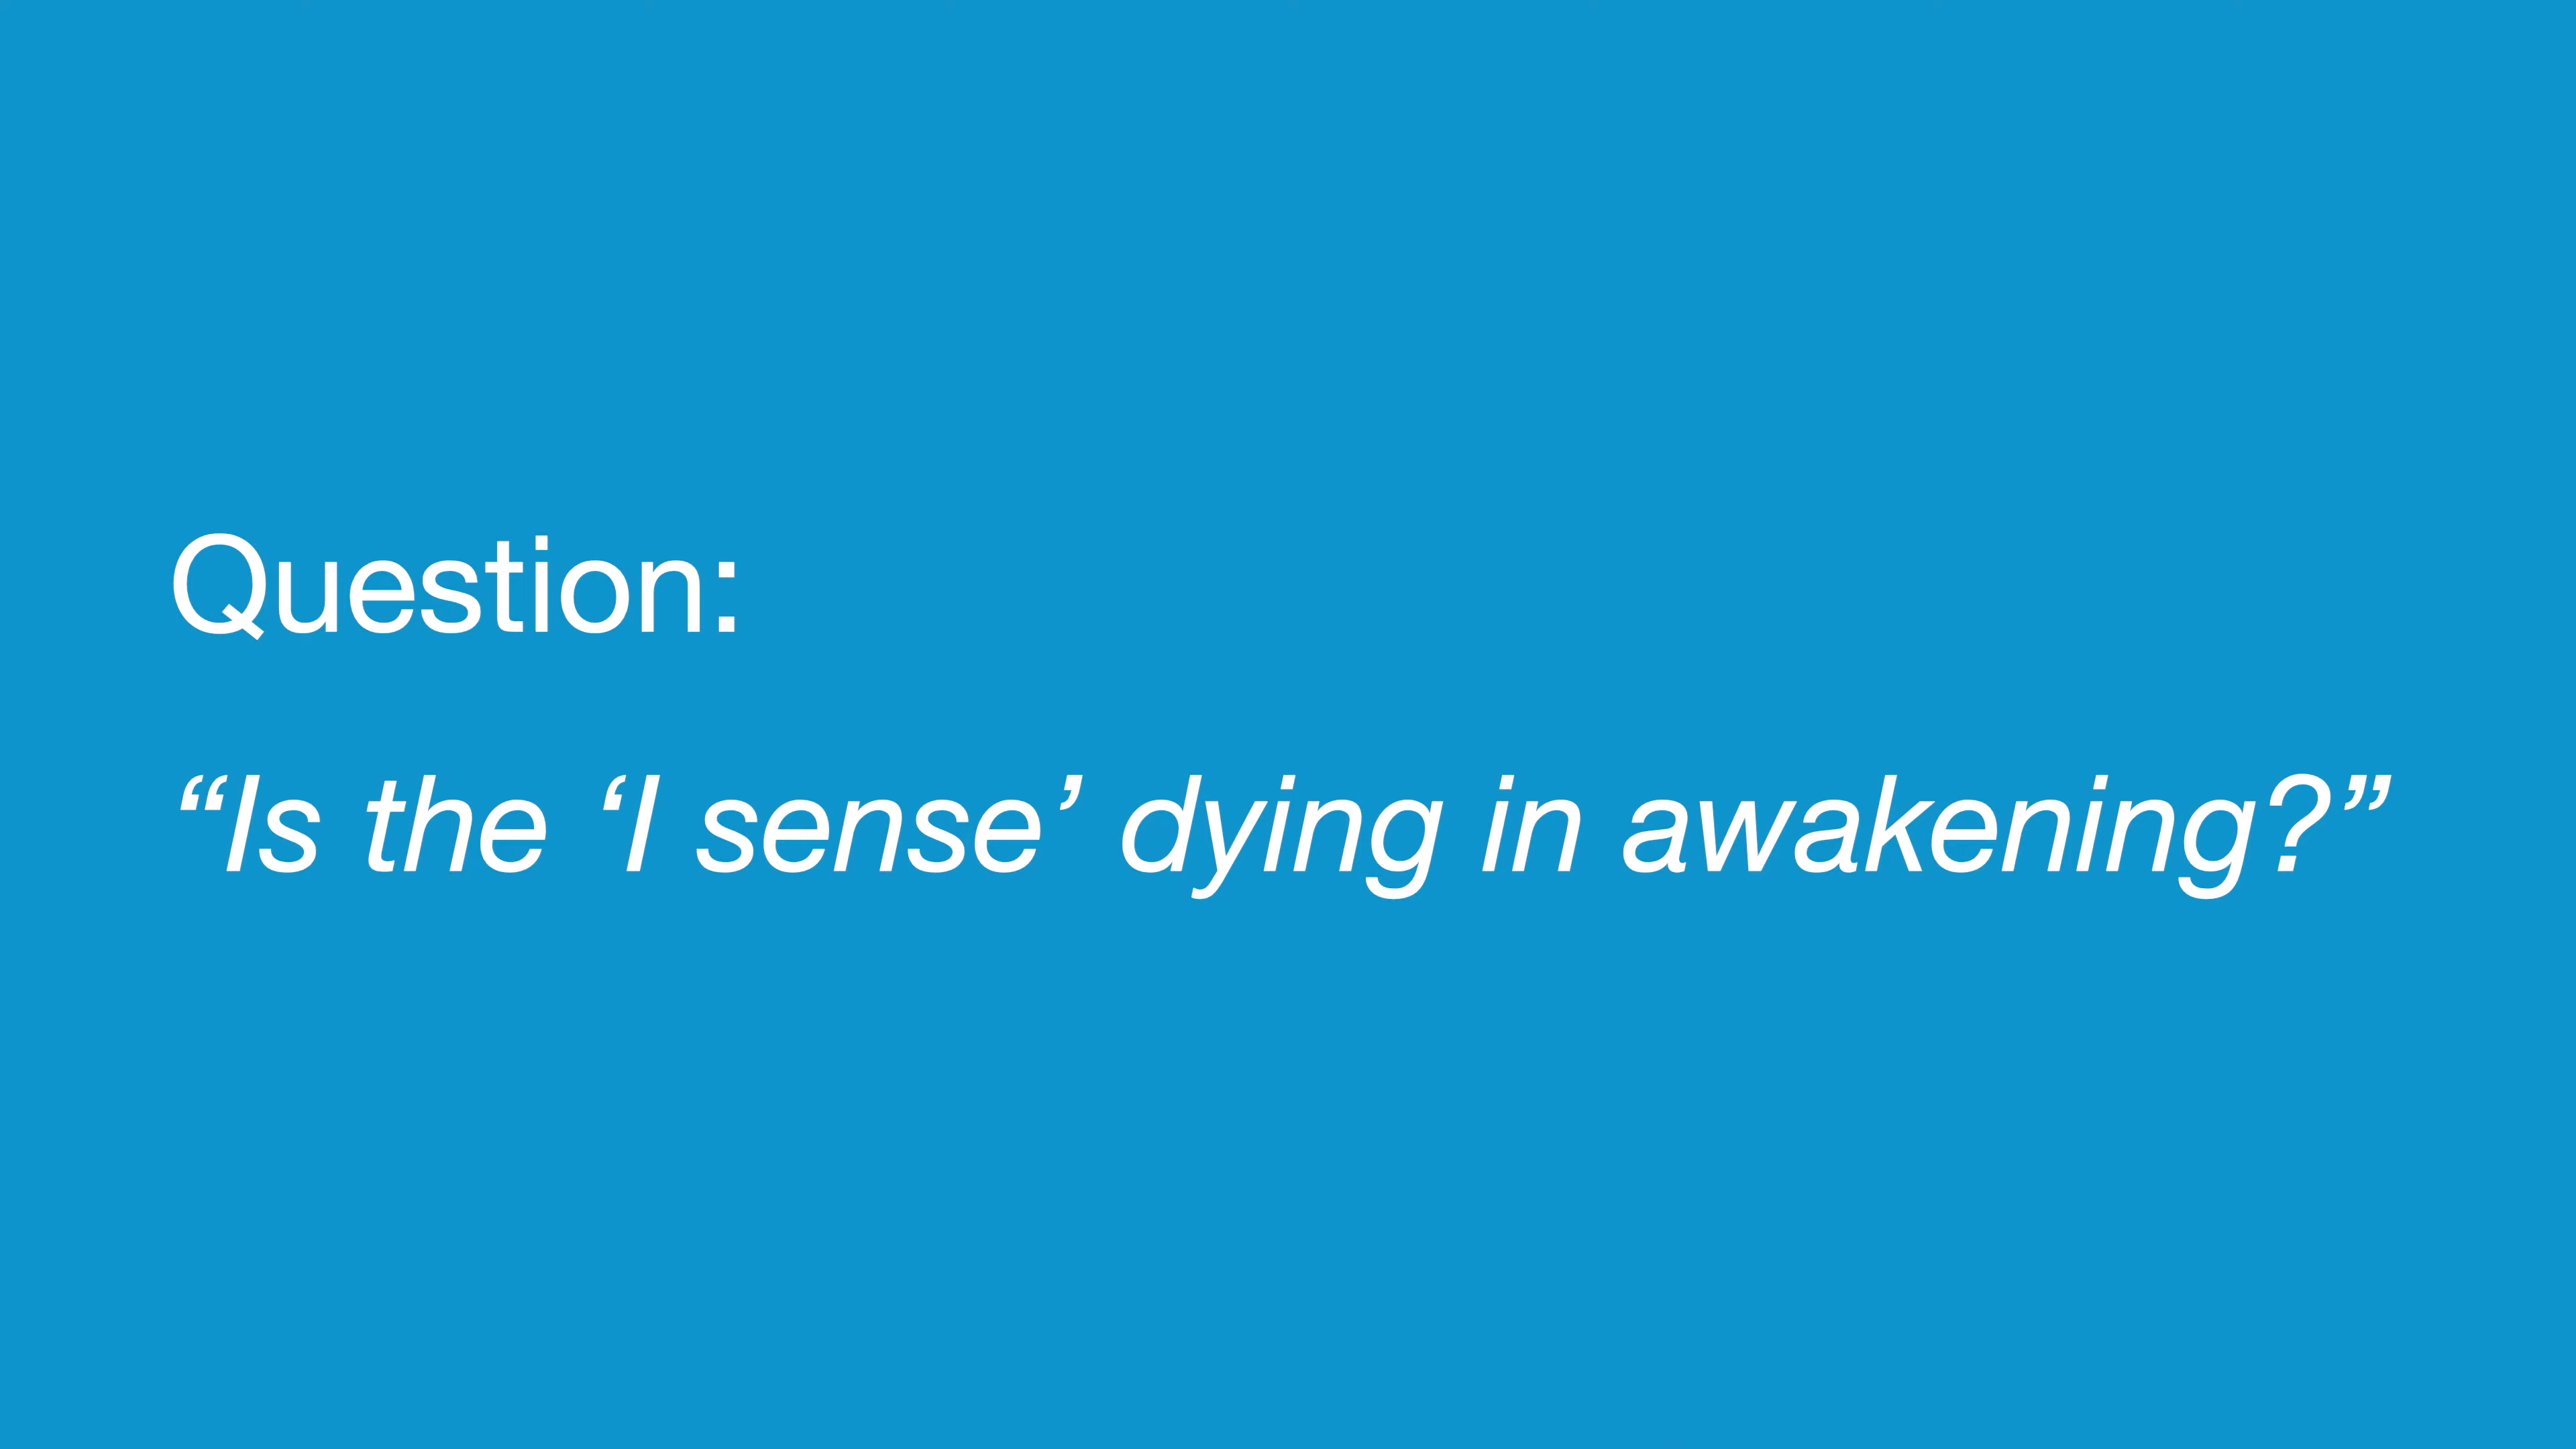 Question:
“Is the ‘I sense’ dying in awakening?”